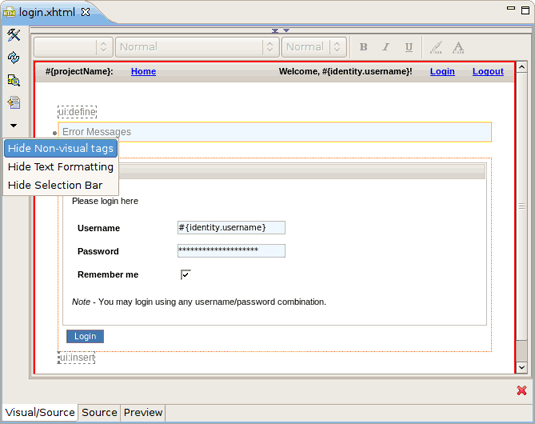 login.xhtml
Normal Normal B I U A
#{projectName}: Home Welcome, #{identity.username}! Login Logout
ui:define
Error Messages
Hide Non-visual tags
Hide Text Formatting
Hide Selection Bar
Please login here
Username #{identity.username}
Password ********************
Remember me
Note - You may login using any username/password combination.
Login
ui:insert
Visual/Source Source Preview